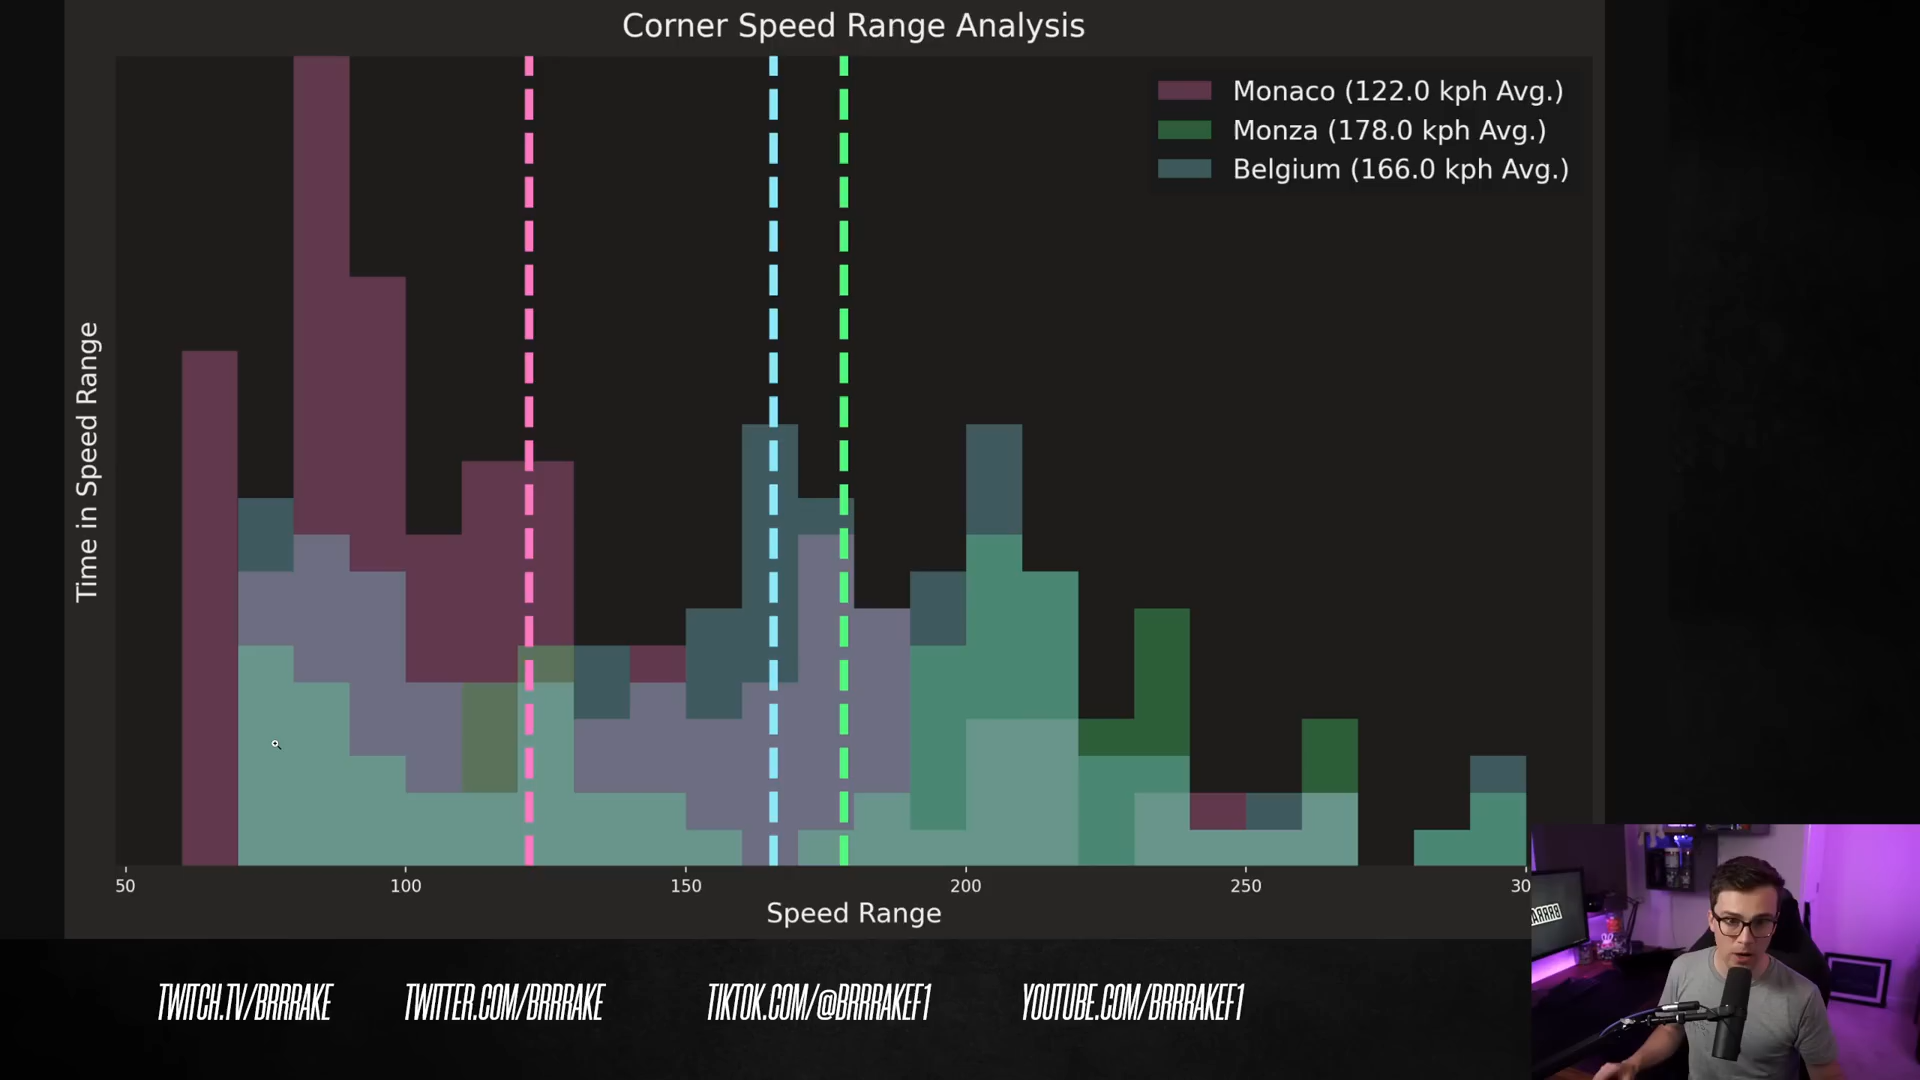 Corner Speed Range Analysis
Monaco (122.0 kph Avg.)
Monza (178.0 kph Avg.)
Belgium (166.0 kph Avg.)
Time in Speed Range
50 100 150 200 250 30
Speed Range
TWITCH.TV/BRRRAKE TWITTER.COM/BRRRAKE TIKTOK.COM/@BRRRAKEF1 YOUTUBE.COM/BRRRAKEF1